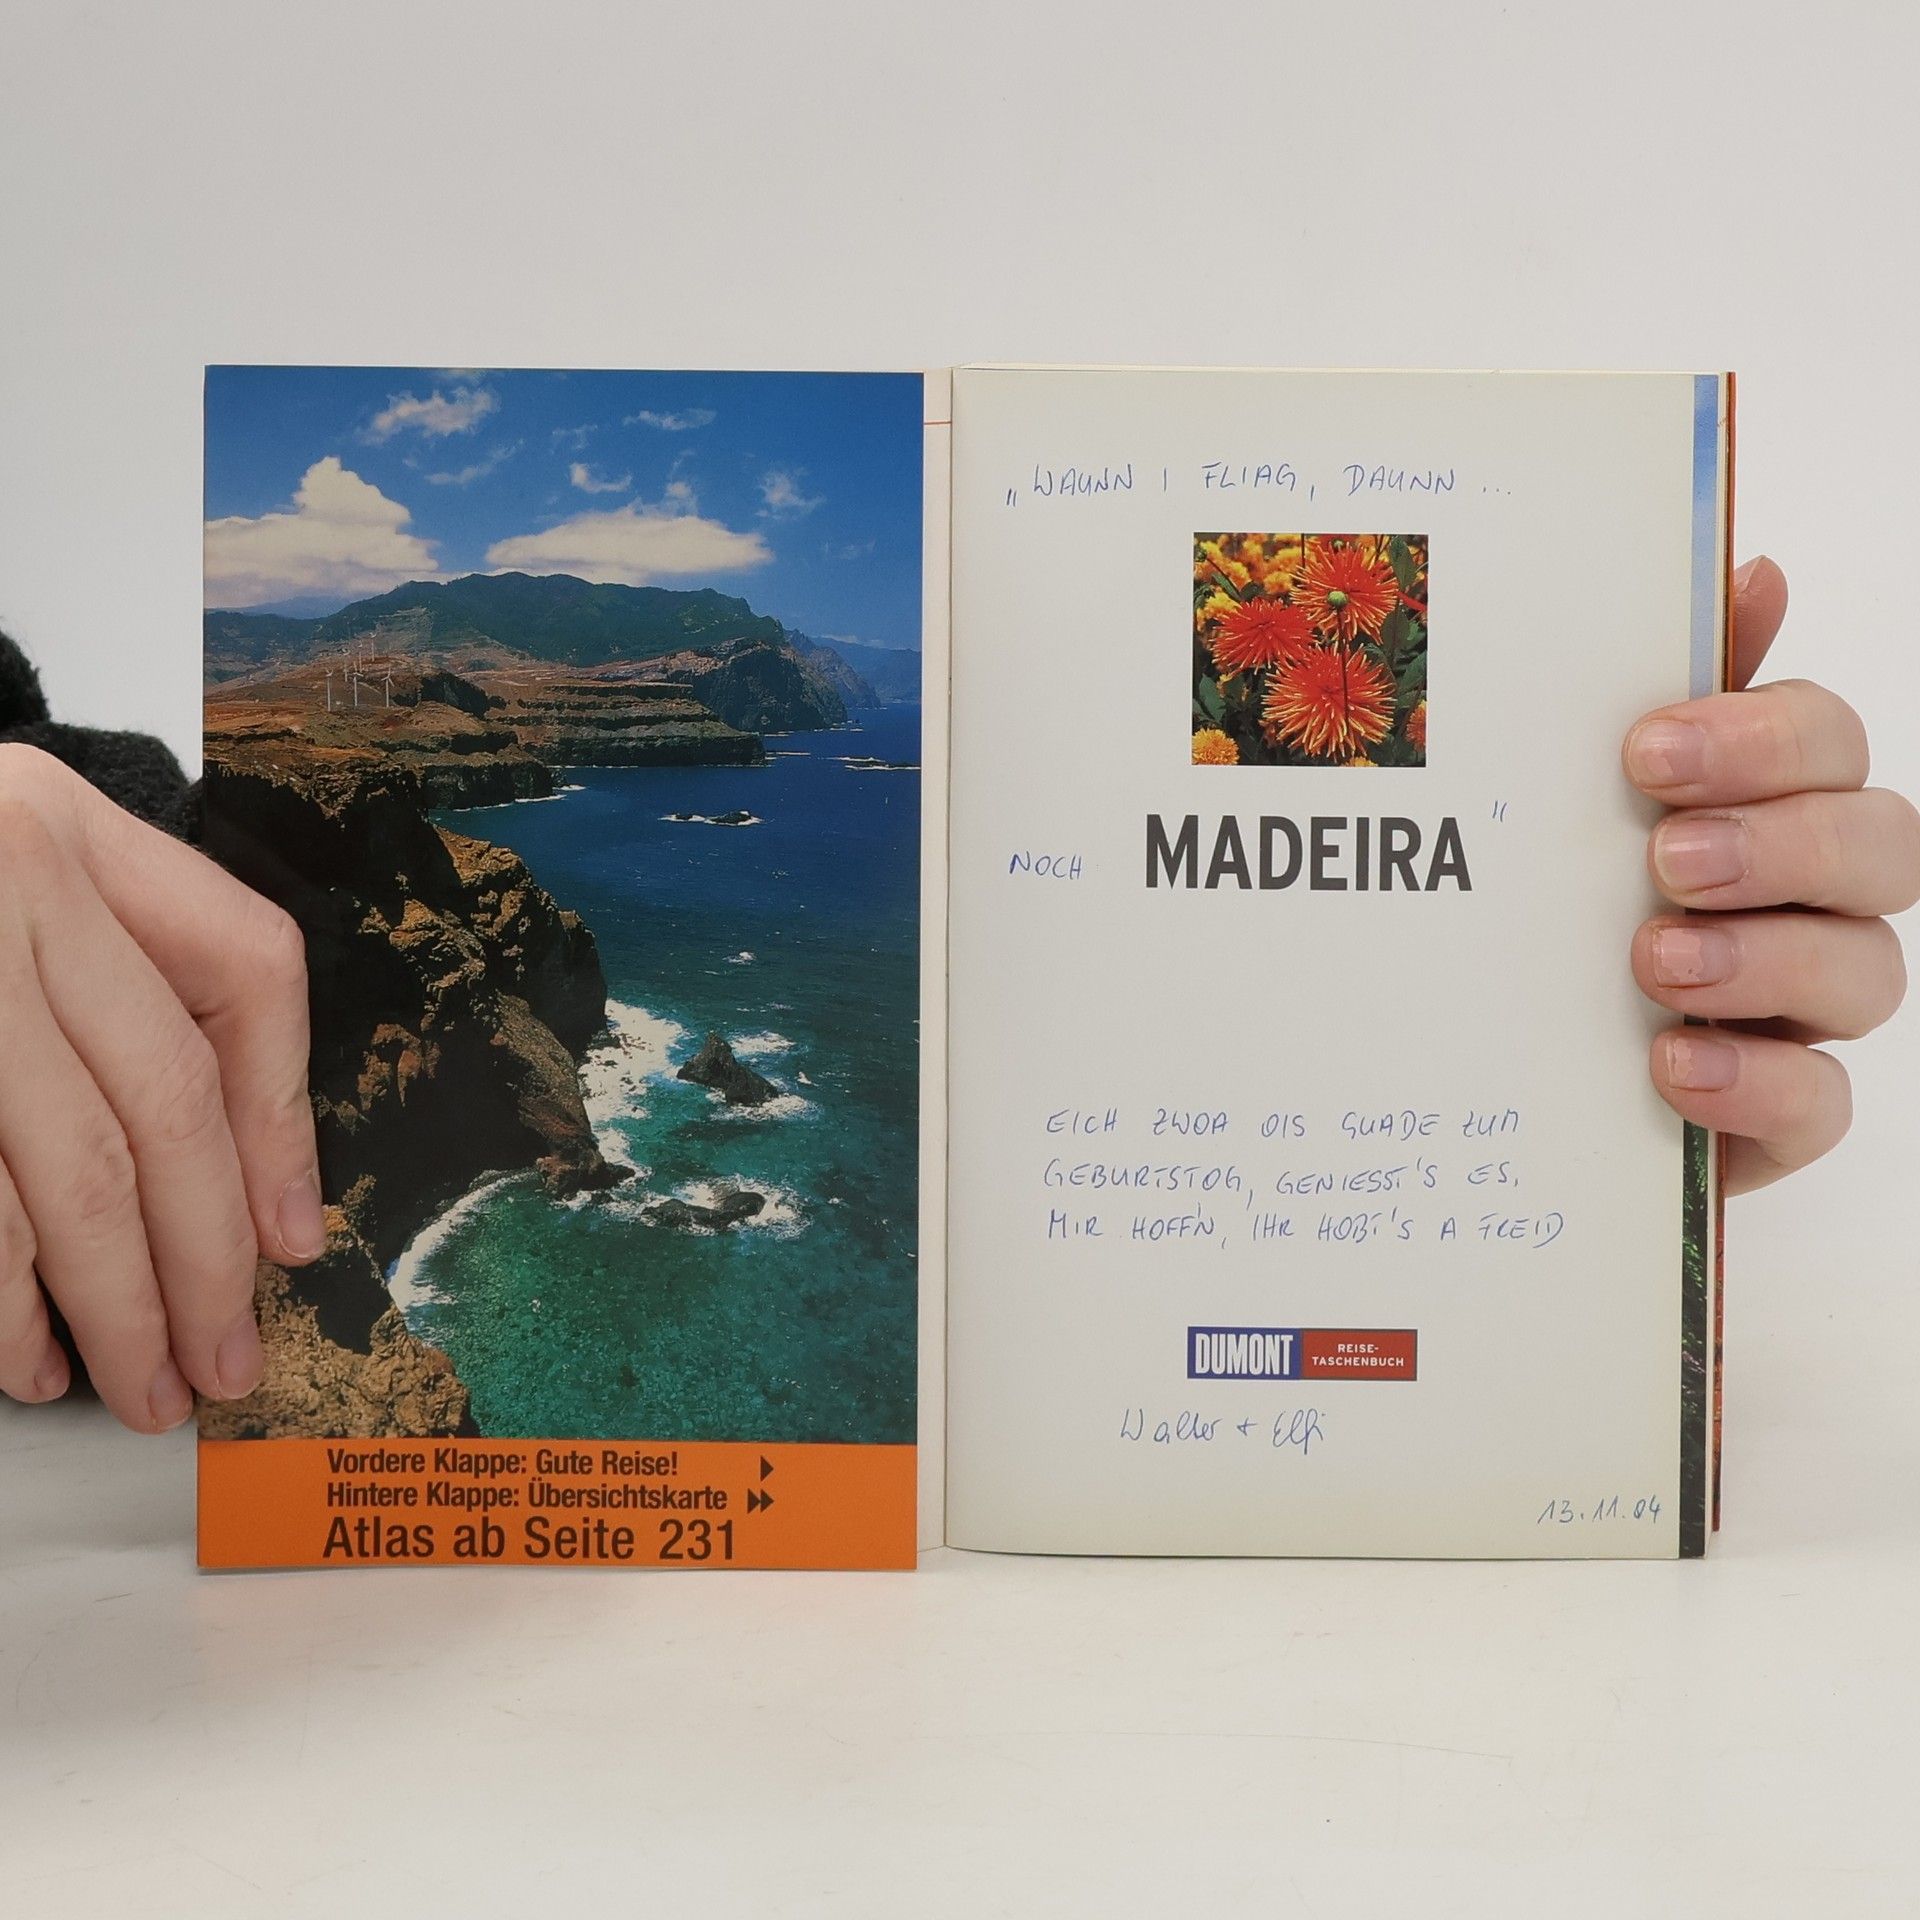 Vordere Klappe: Gute Reise!
Hintere Klappe: Übersichtskarte
Atlas ab Seite 231
„WAUNN I FLIAG, DAUNN ...
NOCH MADEIRA"
EICH ZWOA OIS GUADE ZUM
GEBURTSTOG, GENIESST'S ES.
MIR HOFF'N, IHR HOBT'S A FREID
DUMONT REISE-
TASCHENBUCH
Walter + Elfi
13.11.04